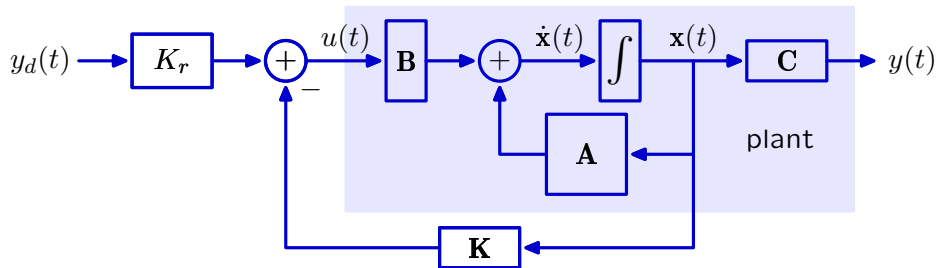 y_d(t) K_r + − u(t) B + ẋ(t) ∫ x(t) C y(t)
A
plant
K